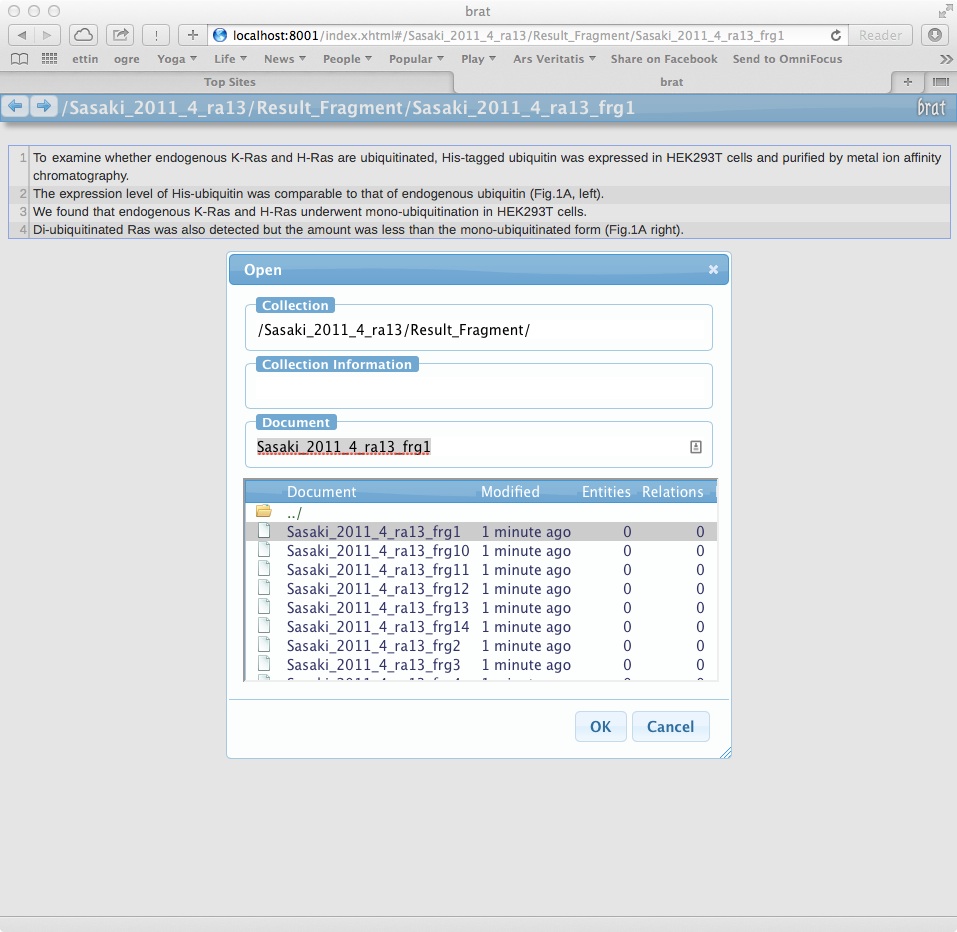 brat
localhost:8001/index.xhtml#/Sasaki_2011_4_ra13/Result_Fragment/Sasaki_2011_4_ra13_frg1
Reader
ettin ogre Yoga Life News People Popular Play Ars Veritatis Share on Facebook Send to OmniFocus
Top Sites brat
/Sasaki_2011_4_ra13/Result_Fragment/Sasaki_2011_4_ra13_frg1 brat
1 To examine whether endogenous K-Ras and H-Ras are ubiquitinated, His-tagged ubiquitin was expressed in HEK293T cells and purified by metal ion affinity
chromatography.
2 The expression level of His-ubiquitin was comparable to that of endogenous ubiquitin (Fig.1A, left).
3 We found that endogenous K-Ras and H-Ras underwent mono-ubiquitination in HEK293T cells.
4 Di-ubiquitinated Ras was also detected but the amount was less than the mono-ubiquitinated form (Fig.1A right).
Open
Collection
/Sasaki_2011_4_ra13/Result_Fragment/
Collection Information
Document
Sasaki_2011_4_ra13_frg1
Document Modified Entities Relations
../
Sasaki_2011_4_ra13_frg1 1 minute ago 0 0
Sasaki_2011_4_ra13_frg10 1 minute ago 0 0
Sasaki_2011_4_ra13_frg11 1 minute ago 0 0
Sasaki_2011_4_ra13_frg12 1 minute ago 0 0
Sasaki_2011_4_ra13_frg13 1 minute ago 0 0
Sasaki_2011_4_ra13_frg14 1 minute ago 0 0
Sasaki_2011_4_ra13_frg2 1 minute ago 0 0
Sasaki_2011_4_ra13_frg3 1 minute ago 0 0
OK Cancel